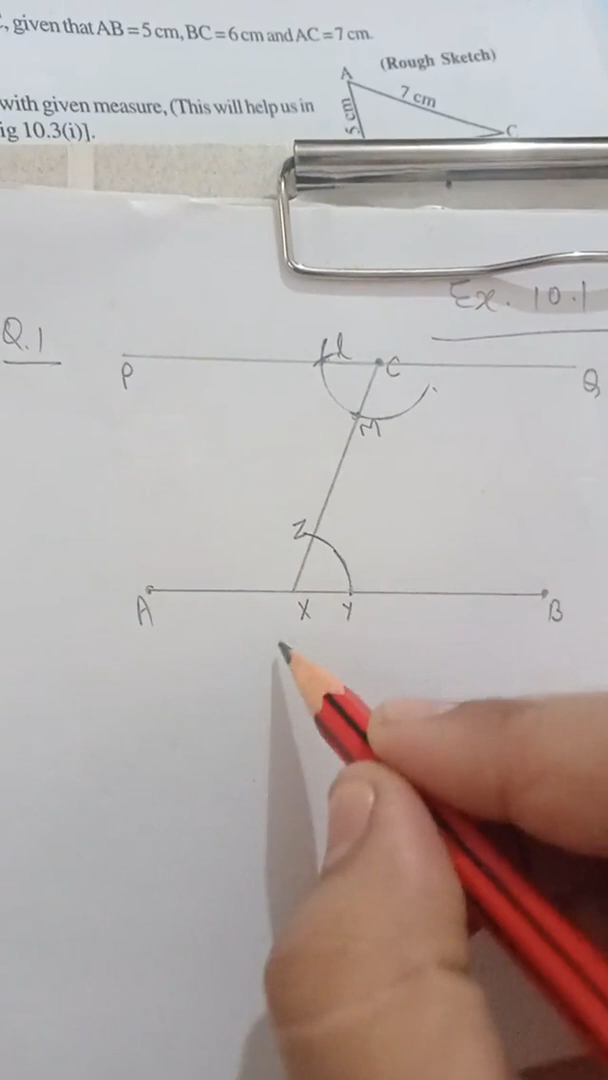 , given that AB = 5 cm, BC = 6 cm and AC = 7 cm.
(Rough Sketch)
A
7 cm
5 cm
C
with given measure, (This will help us in
ig 10.3(i)].
Ex. 10.1
Q.1
P
C
Q
M
Z
A
X
Y
B